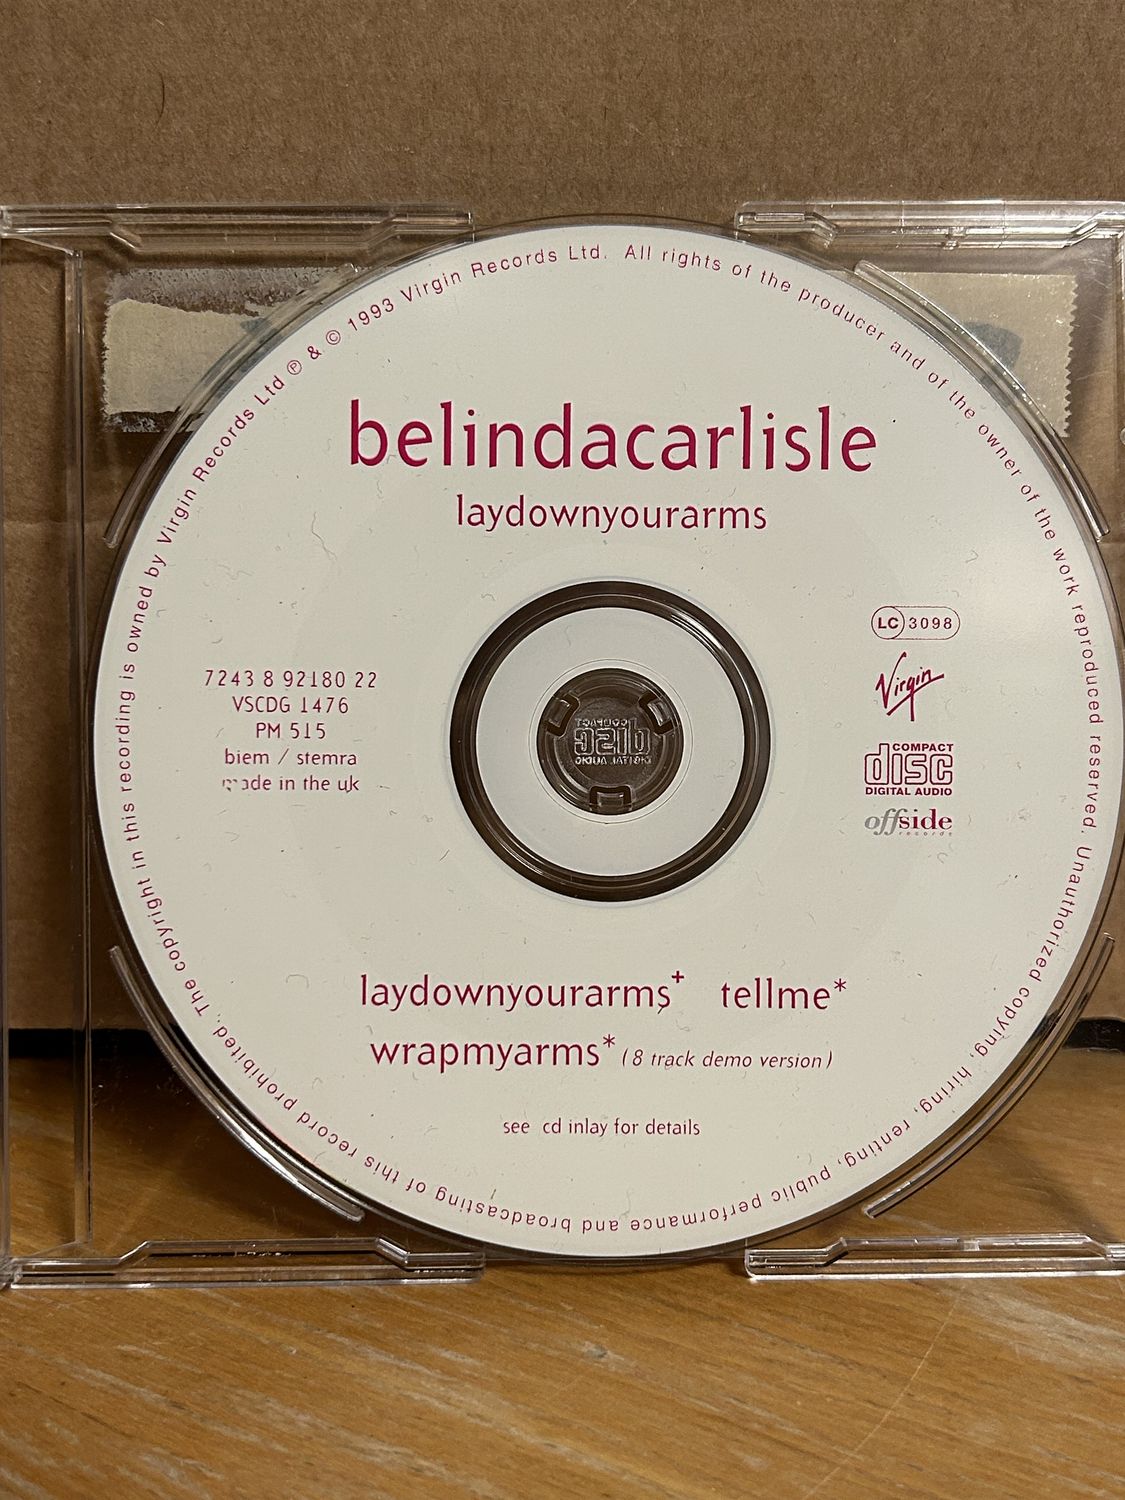 The copyright in this recording is owned by Virgin Records Ltd ℗ & © 1993 Virgin Records Ltd. All rights of the producer and of the owner of the work reproduced reserved. Unauthorized copying, hiring, renting, public performance and broadcasting of this record prohibited.
belindacarlisle
laydownyourarms
7243 8 92180 22
VSCDG 1476
PM 515
biem / stemra
made in the uk
LC 3098
Virgin
COMPACT
disc
DIGITAL AUDIO
offside
records
laydownyourarms+ tellme*
wrapmyarms* (8 track demo version)
see cd inlay for details